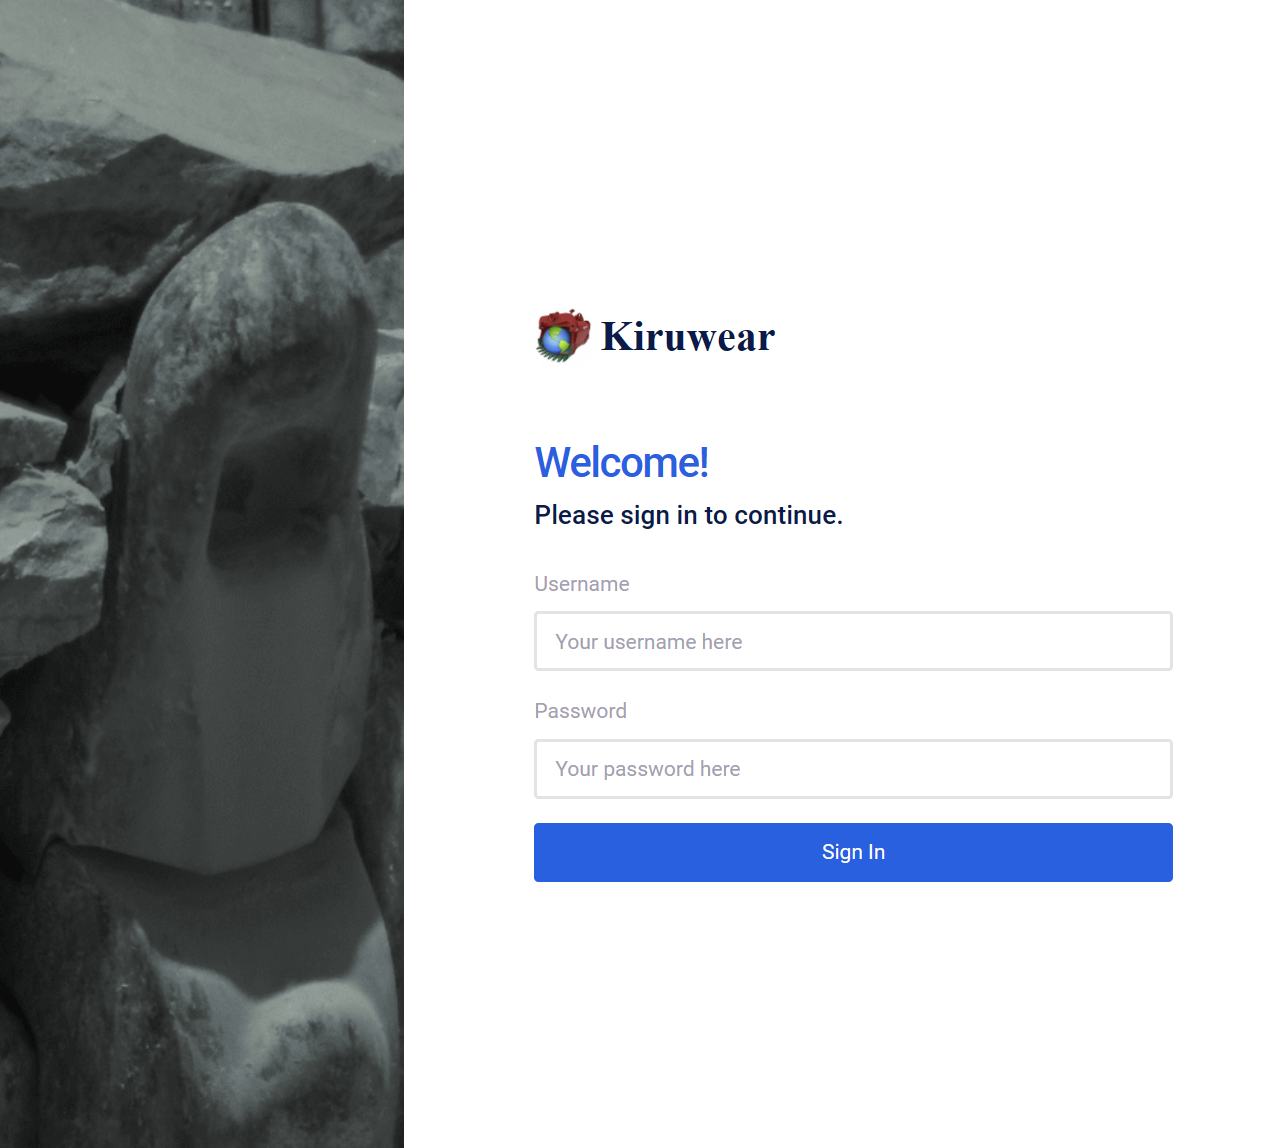 Kiruwear
Welcome!
Please sign in to continue.
Username
Your username here
Password
Your password here
Sign In